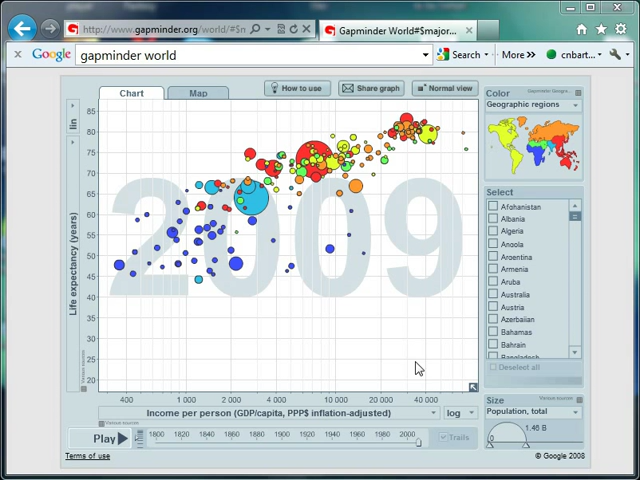 http://www.gapminder.org/world/#$m
Gapminder World#$major...
Google
gapminder world
Search
More »
cnbart...
Chart
Map
How to use
Share graph
Normal view
Color
Geographic regions
lin
Life expectancy (years)
85
80
75
70
65
60
55
50
45
40
35
30
25
20
2009
400
1 000
2 000
4 000
10 000
20 000
40 000
Income per person (GDP/capita, PPP$ inflation-adjusted)
log
Select
Afghanistan
Albania
Algeria
Angola
Argentina
Armenia
Aruba
Australia
Austria
Azerbaijan
Bahamas
Bahrain
Bangladesh
Deselect all
Size
Various sources
Population, total
1.46 B
0
Play
1800
1820
1840
1860
1880
1900
1920
1940
1960
1980
2000
Trails
Terms of use
© Google 2008